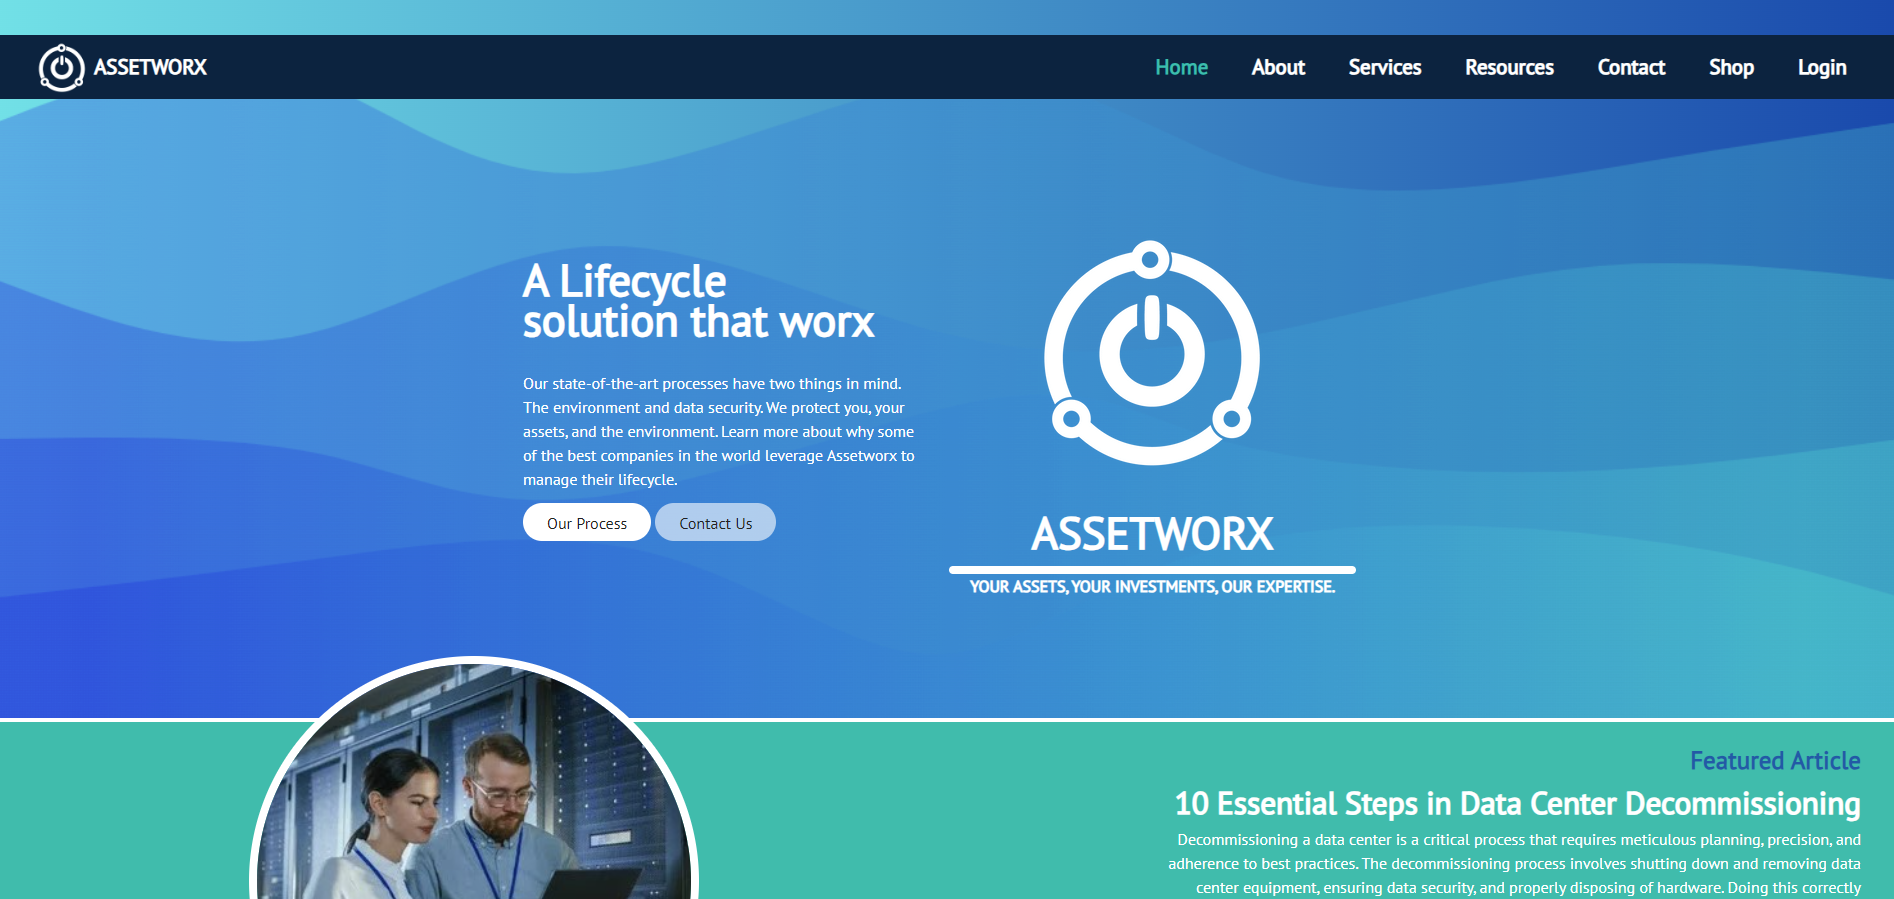 ASSETWORX
Home About Services Resources Contact Shop Login
A Lifecycle
solution that worx
Our state-of-the-art processes have two things in mind.
The environment and data security. We protect you, your
assets, and the environment. Learn more about why some
of the best companies in the world leverage Assetworx to
manage their lifecycle.
Our Process Contact Us
ASSETWORX
YOUR ASSETS, YOUR INVESTMENTS, OUR EXPERTISE.
Featured Article
10 Essential Steps in Data Center Decommissioning
Decommissioning a data center is a critical process that requires meticulous planning, precision, and
adherence to best practices. The decommissioning process involves shutting down and removing data
center equipment, ensuring data security, and properly disposing of hardware. Doing this correctly